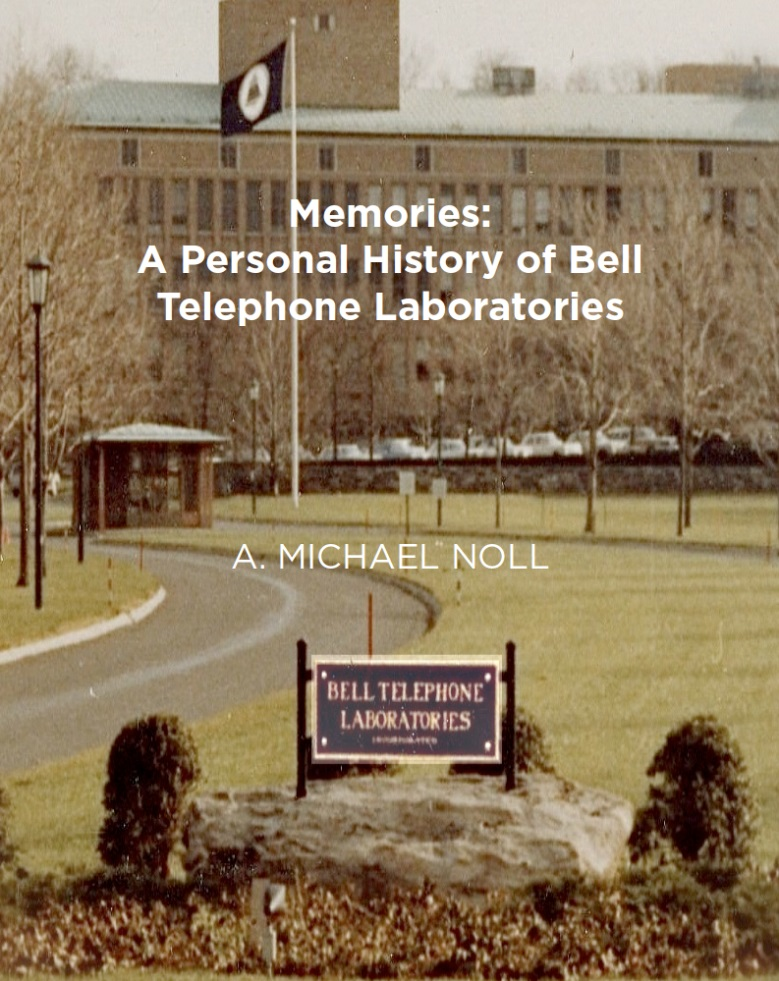 Memories:
A Personal History of Bell
Telephone Laboratories
A. MICHAEL NOLL
BELL TELEPHONE
LABORATORIES